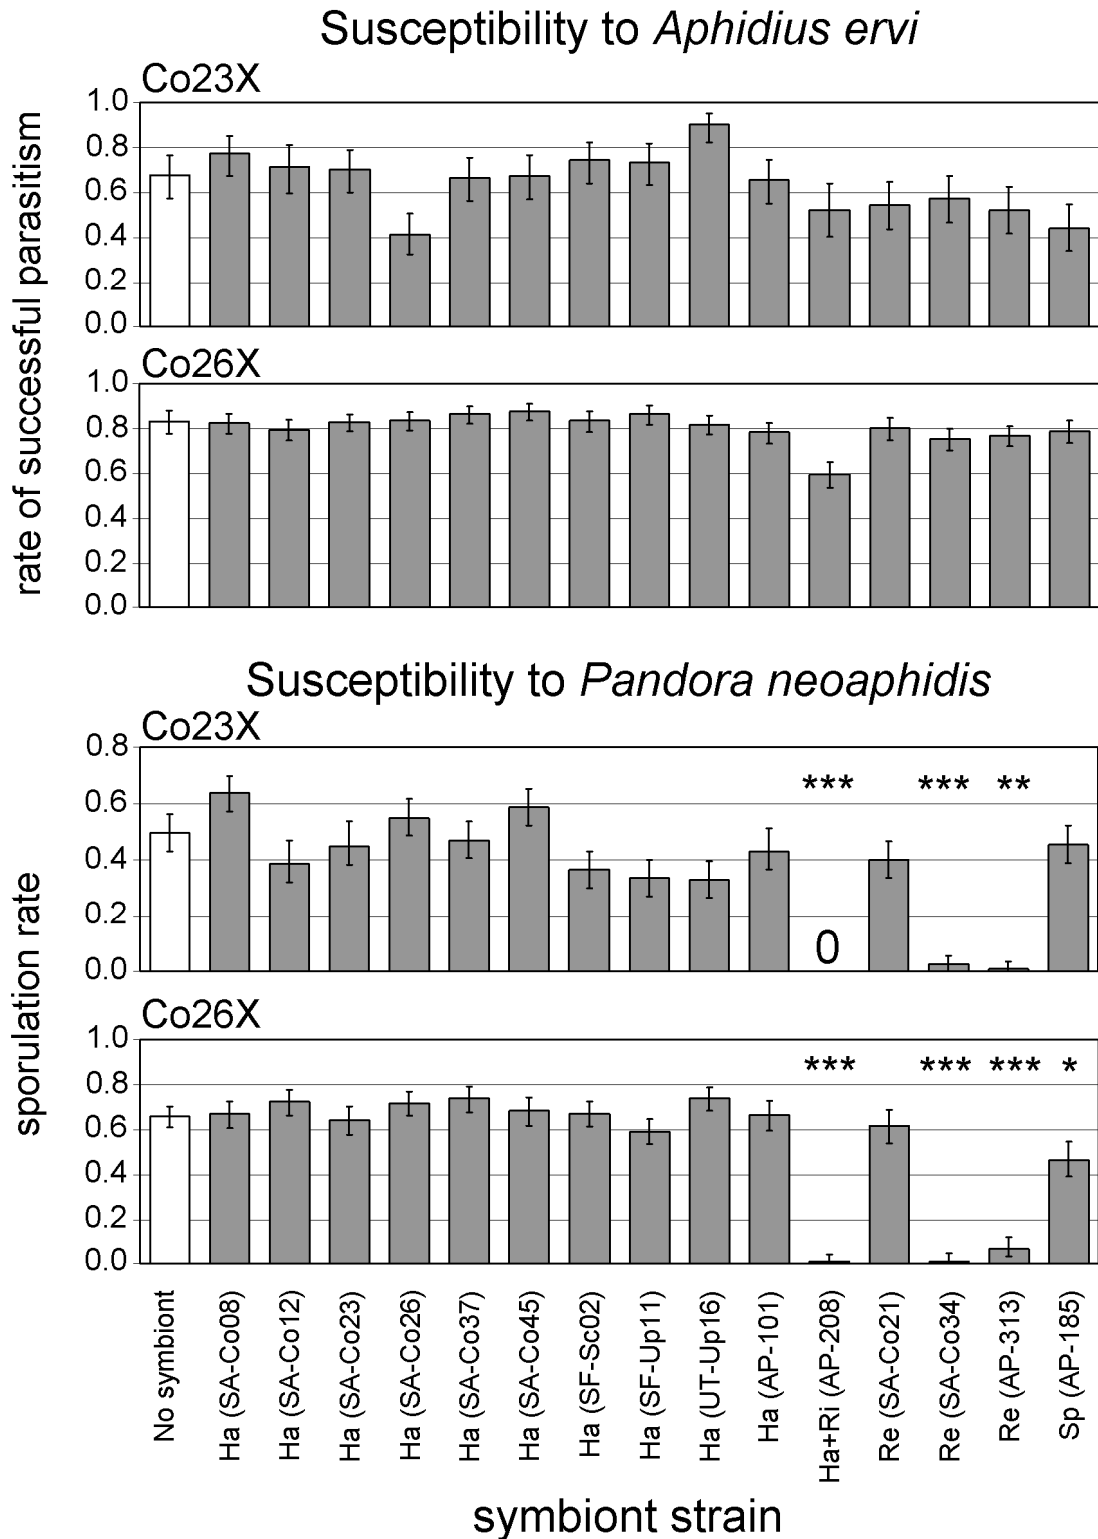 Susceptibility to Aphidius ervi
rate of successful parasitism
Co23X
1.0
0.8
0.6
0.4
0.2
0.0
Co26X
1.0
0.8
0.6
0.4
0.2
0.0
Susceptibility to Pandora neoaphidis
sporulation rate
Co23X
0.8
0.6
0.4
0.2
0.0
*** *** **
0
Co26X
1.0
0.8
0.6
0.4
0.2
0.0
*** *** *** *
No symbiont
Ha (SA-Co08)
Ha (SA-Co12)
Ha (SA-Co23)
Ha (SA-Co26)
Ha (SA-Co37)
Ha (SA-Co45)
Ha (SF-Sc02)
Ha (SF-Up11)
Ha (UT-Up16)
Ha (AP-101)
Ha+Ri (AP-208)
Re (SA-Co21)
Re (SA-Co34)
Re (AP-313)
Sp (AP-185)
symbiont strain